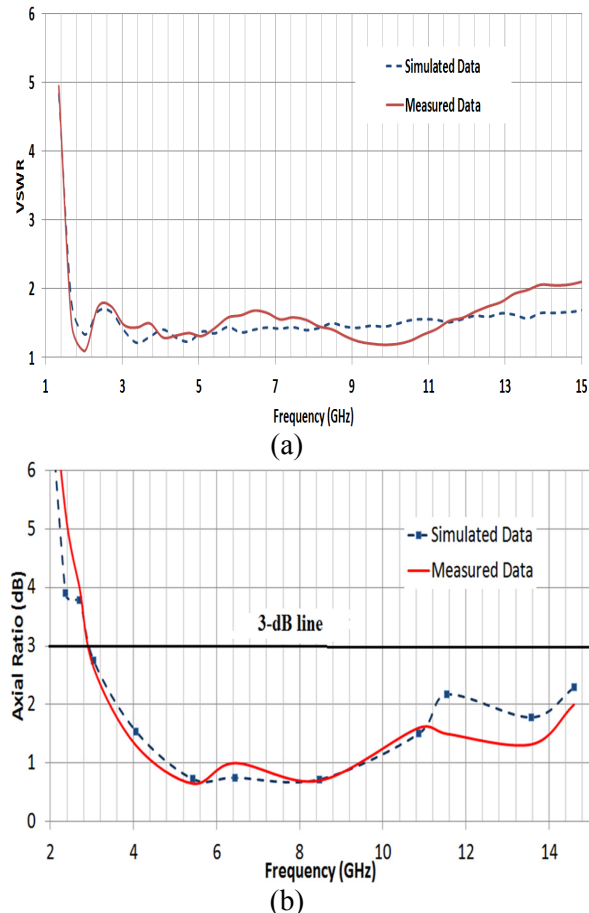 6
5
4
3
2
1
VSWR
Simulated Data
Measured Data
1 3 5 7 9 11 13 15
Frequency (GHz)
(a)
6
5
4
3
2
1
0
Axial Ratio (dB)
Simulated Data
Measured Data
3-dB line
2 4 6 8 10 12 14
Frequency (GHz)
(b)